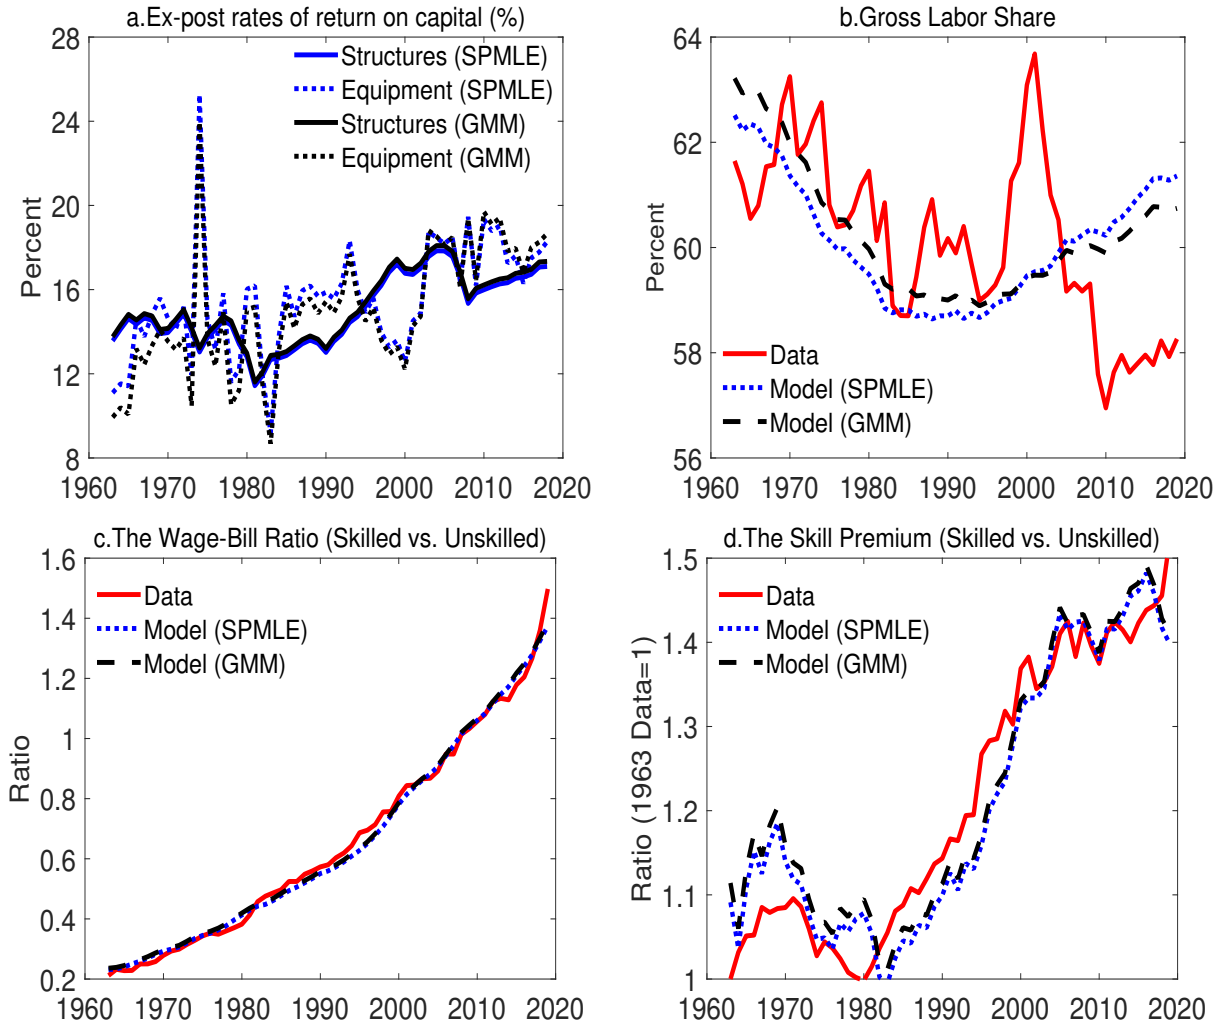 a.Ex-post rates of return on capital (%)
28
24
20
16
12
8
Percent
Structures (SPMLE)
Equipment (SPMLE)
Structures (GMM)
Equipment (GMM)
1960 1970 1980 1990 2000 2010 2020
b.Gross Labor Share
64
62
60
58
56
Percent
Data
Model (SPMLE)
Model (GMM)
1960 1970 1980 1990 2000 2010 2020
c.The Wage-Bill Ratio (Skilled vs. Unskilled)
1.6
1.4
1.2
1
0.8
0.6
0.4
0.2
Ratio
Data
Model (SPMLE)
Model (GMM)
1960 1970 1980 1990 2000 2010 2020
d.The Skill Premium (Skilled vs. Unskilled)
1.5
1.4
1.3
1.2
1.1
1
Ratio (1963 Data=1)
Data
Model (SPMLE)
Model (GMM)
1960 1970 1980 1990 2000 2010 2020